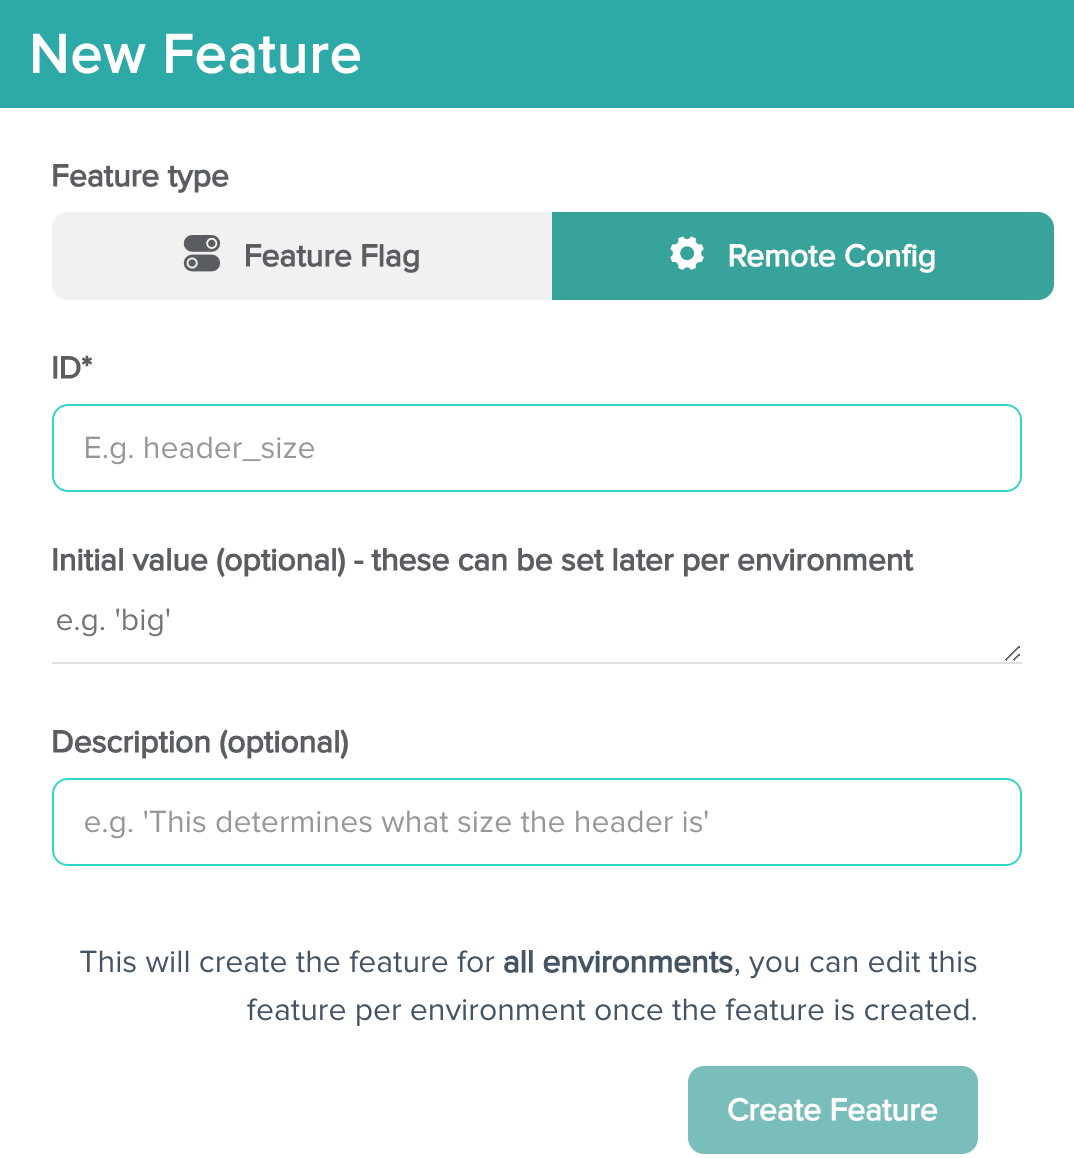 New Feature
Feature type
Feature Flag
Remote Config
ID*
E.g. header_size
Initial value (optional) - these can be set later per environment
e.g. 'big'
Description (optional)
e.g. 'This determines what size the header is'
This will create the feature for all environments, you can edit this
feature per environment once the feature is created.
Create Feature